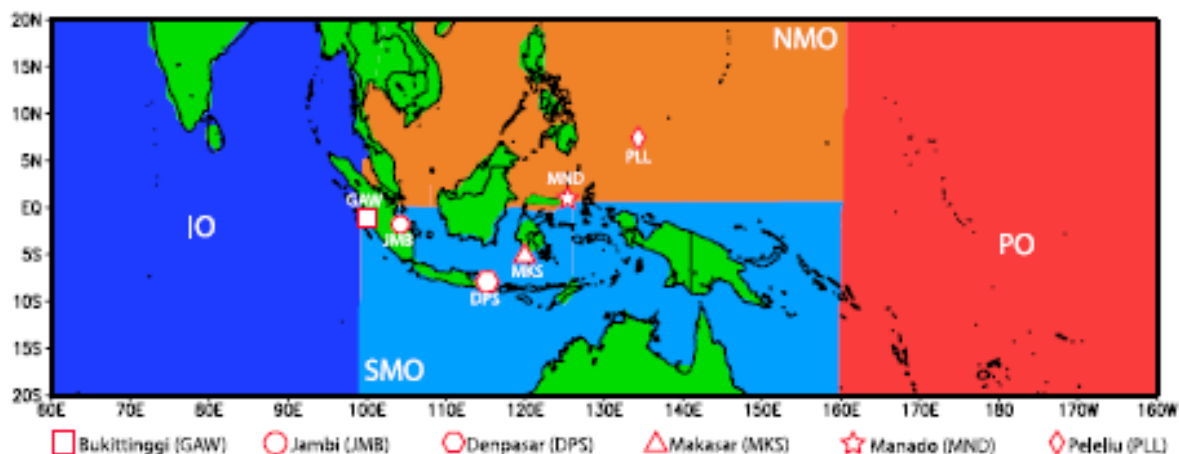 20N
NMO
15N
10N
5N
PLL
MND
EQ
GAW
IO
JMB
PO
5S
MKS
10S
DPS
15S
SMO
20S
60E 70E 80E 90E 100E 110E 120E 130E 140E 150E 160E 170E 180 170W 160W
Bukittinggi (GAW) Jambi (JMB) Denpasar (DPS) Makasar (MKS) Manado (MND) Peleliu (PLL)